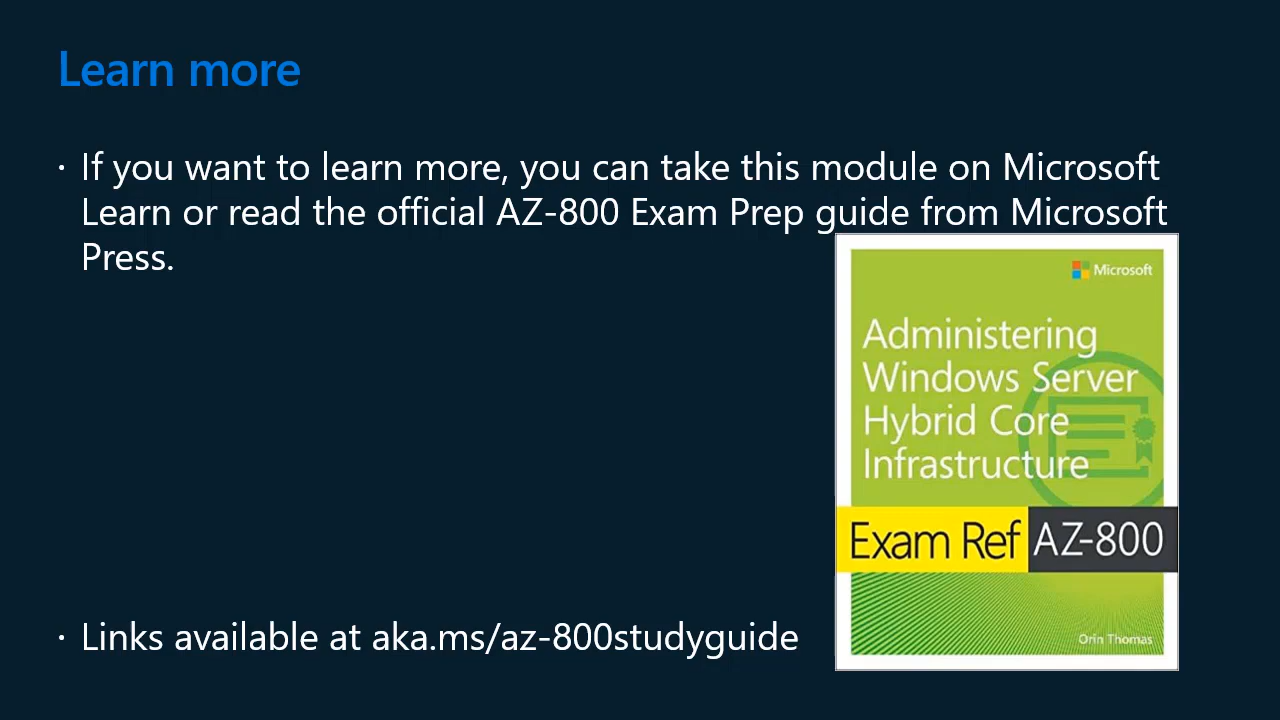 Learn more
· If you want to learn more, you can take this module on Microsoft
Learn or read the official AZ-800 Exam Prep guide from Microsoft
Press.
Microsoft
Administering
Windows Server
Hybrid Core
Infrastructure
Exam Ref AZ-800
Orin Thomas
· Links available at aka.ms/az-800studyguide